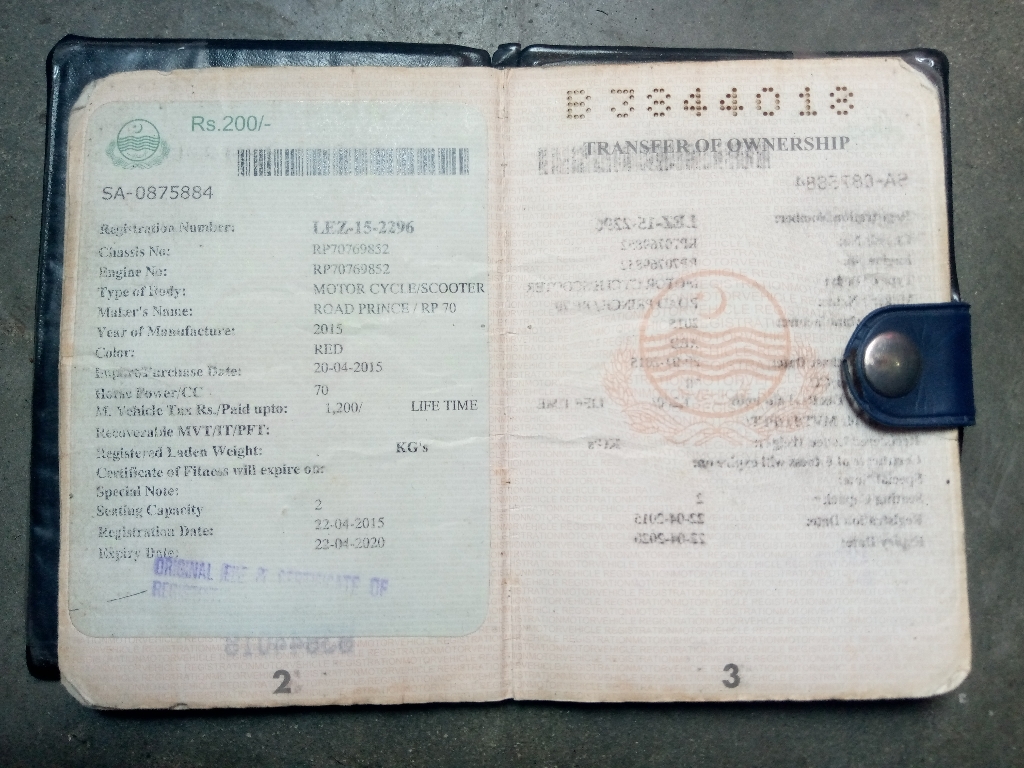 Rs.200/-
SA-0875884
Registration Number: LEZ-15-2296
Chassis No: RP70769852
Engine No: RP70769852
Type of Body: MOTOR CYCLE/SCOOTER
Maker's Name: ROAD PRINCE / RP 70
Year of Manufacture: 2015
Color: RED
Import/Purchase Date: 20-04-2015
Horse Power/CC 70
M. Vehicle Tax Rs./Paid upto: 1,200/ LIFE TIME
Recoverable MVT/IT/PFT:
Registered Laden Weight: KG's
Certificate of Fitness will expire on:
Special Note:
Seating Capacity 2
Registration Date: 22-04-2015
Expiry Date: 22-04-2020
ORIGINAL CERTIFICATE OF
2
3844018
TRANSFER OF OWNERSHIP
3